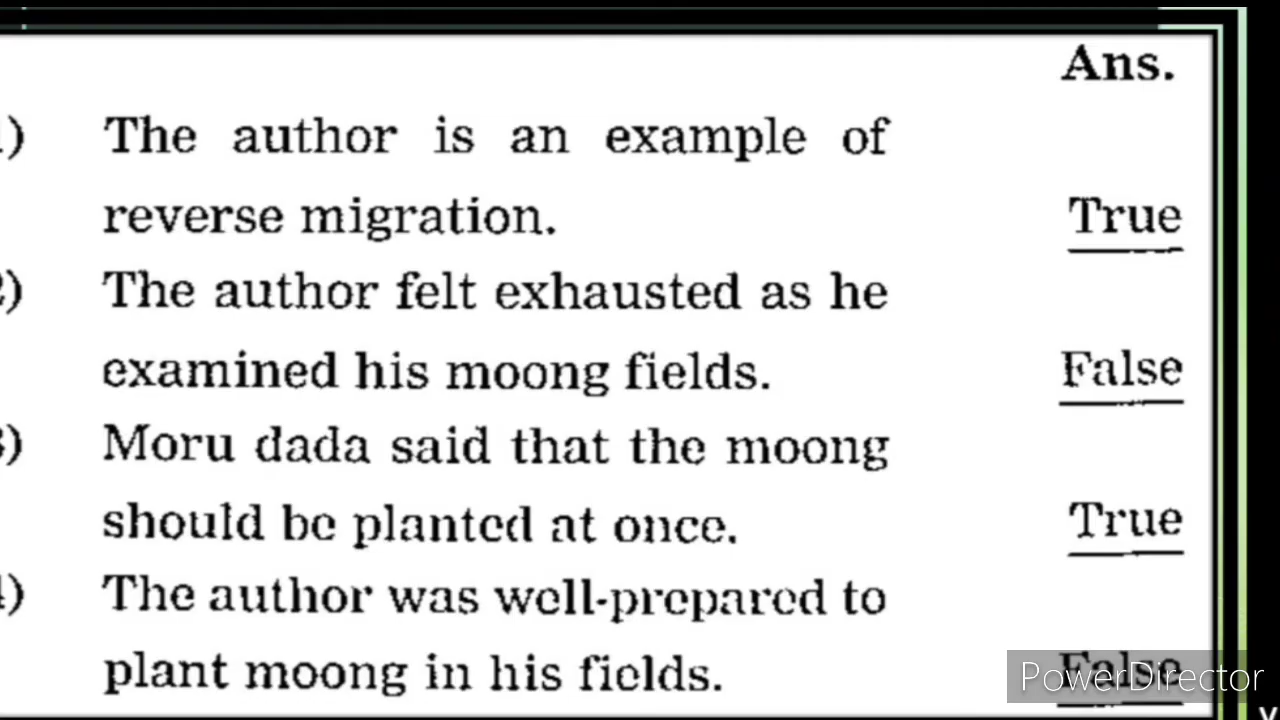 Ans.
1) The author is an example of
reverse migration. True
2) The author felt exhausted as he
examined his moong fields. False
3) Moru dada said that the moong
should be planted at once. True
4) The author was well-prepared to
plant moong in his fields. False
PowerDirector